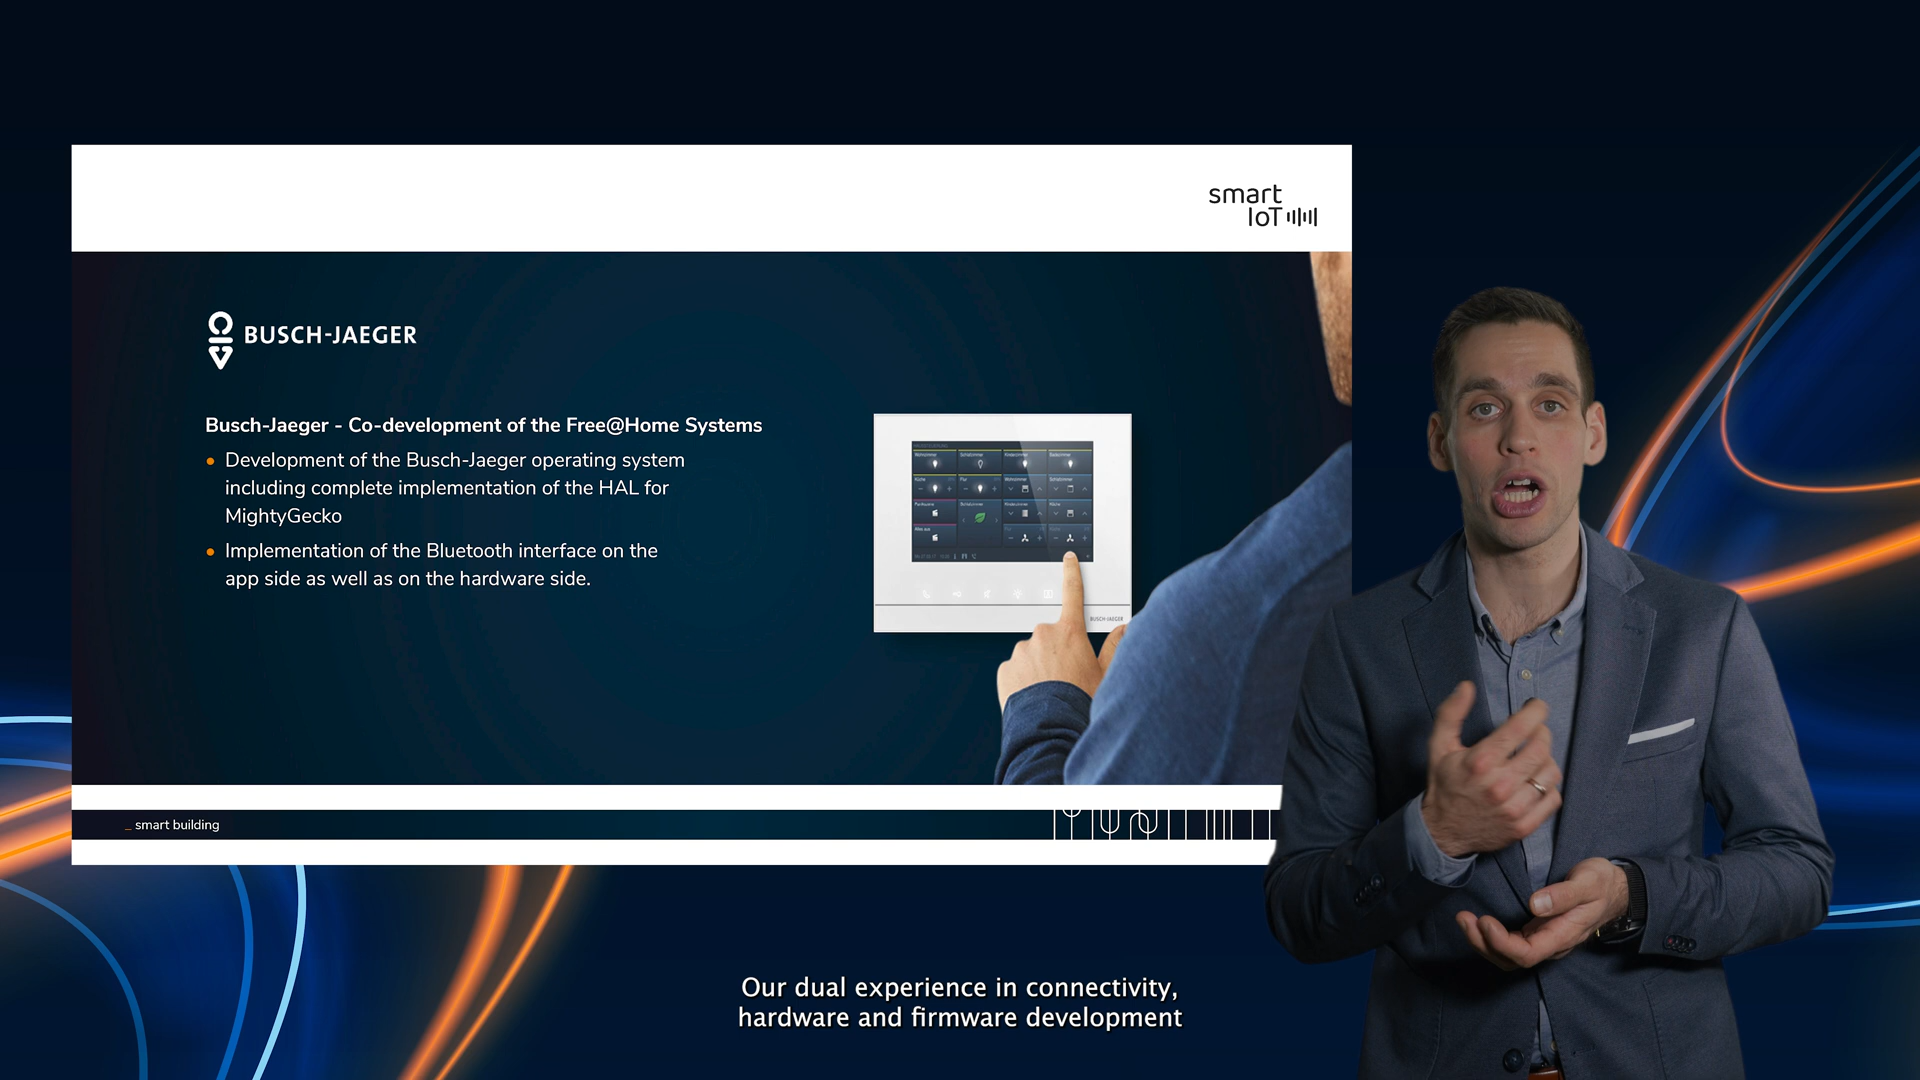 smart
IoT
BUSCH-JAEGER
Busch-Jaeger - Co-development of the Free@Home Systems
• Development of the Busch-Jaeger operating system
including complete implementation of the HAL for
MightyGecko
• Implementation of the Bluetooth interface on the
app side as well as on the hardware side.
BUSCH-JAEGER
_ smart building
Our dual experience in connectivity,
hardware and firmware development